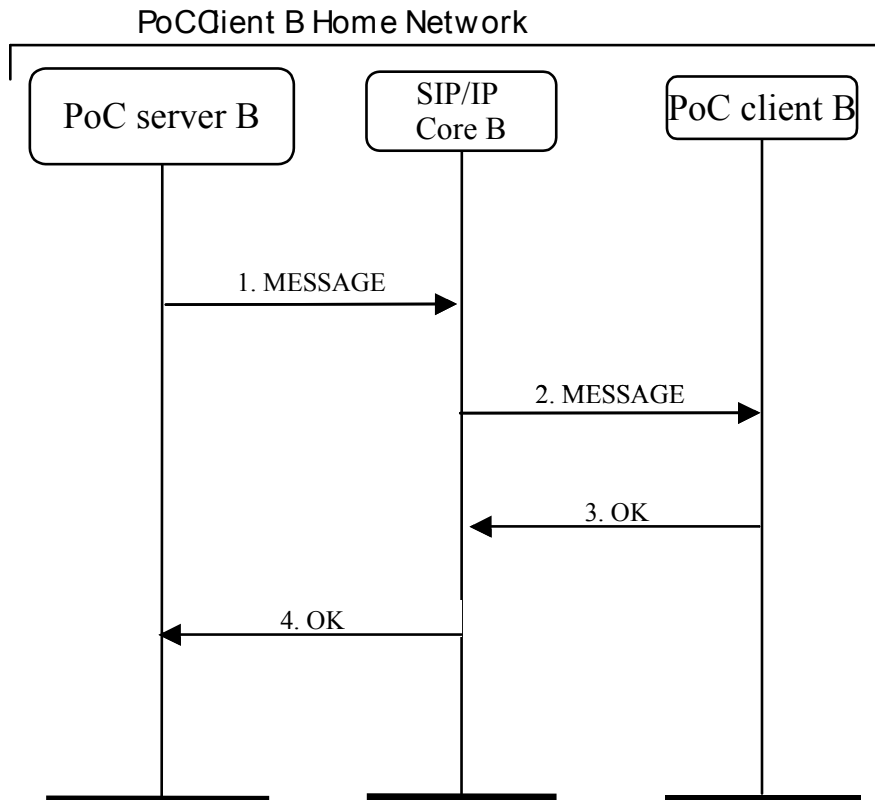 PoCClient B Home Network
PoC server B
SIP/IP
Core B
PoC client B
1. MESSAGE
2. MESSAGE
3. OK
4. OK